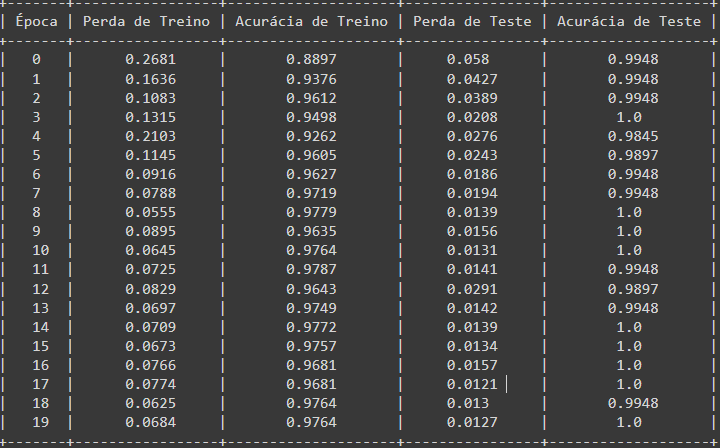 +-------+-----------------+--------------------+----------------+-------------------+
| Época | Perda de Treino | Acurácia de Treino | Perda de Teste | Acurácia de Teste |
+-------+-----------------+--------------------+----------------+-------------------+
| 0 | 0.2681 | 0.8897 | 0.058 | 0.9948 |
| 1 | 0.1636 | 0.9376 | 0.0427 | 0.9948 |
| 2 | 0.1083 | 0.9612 | 0.0389 | 0.9948 |
| 3 | 0.1315 | 0.9498 | 0.0208 | 1.0 |
| 4 | 0.2103 | 0.9262 | 0.0276 | 0.9845 |
| 5 | 0.1145 | 0.9605 | 0.0243 | 0.9897 |
| 6 | 0.0916 | 0.9627 | 0.0186 | 0.9948 |
| 7 | 0.0788 | 0.9719 | 0.0194 | 0.9948 |
| 8 | 0.0555 | 0.9779 | 0.0139 | 1.0 |
| 9 | 0.0895 | 0.9635 | 0.0156 | 1.0 |
| 10 | 0.0645 | 0.9764 | 0.0131 | 1.0 |
| 11 | 0.0725 | 0.9787 | 0.0141 | 0.9948 |
| 12 | 0.0829 | 0.9643 | 0.0291 | 0.9897 |
| 13 | 0.0697 | 0.9749 | 0.0142 | 0.9948 |
| 14 | 0.0709 | 0.9772 | 0.0139 | 1.0 |
| 15 | 0.0673 | 0.9757 | 0.0134 | 1.0 |
| 16 | 0.0766 | 0.9681 | 0.0157 | 1.0 |
| 17 | 0.0774 | 0.9681 | 0.0121 | 1.0 |
| 18 | 0.0625 | 0.9764 | 0.013 | 0.9948 |
| 19 | 0.0684 | 0.9764 | 0.0127 | 1.0 |
+-------+-----------------+--------------------+----------------+-------------------+